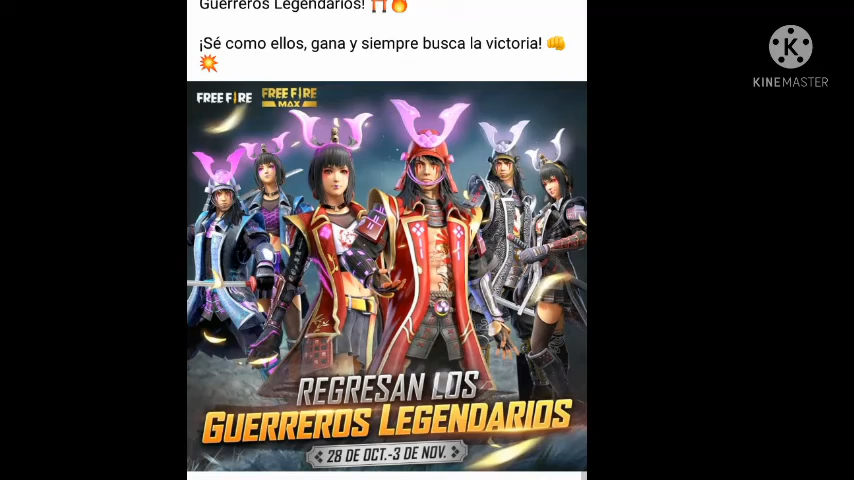 Guerreros Legendarios! ⛩️🔥
¡Sé como ellos, gana y siempre busca la victoria! 👊
💥
FREE FIRE
FREE FIRE
MAX
KINEMASTER
REGRESAN LOS
GUERREROS LEGENDARIOS
28 DE OCT.-3 DE NOV.